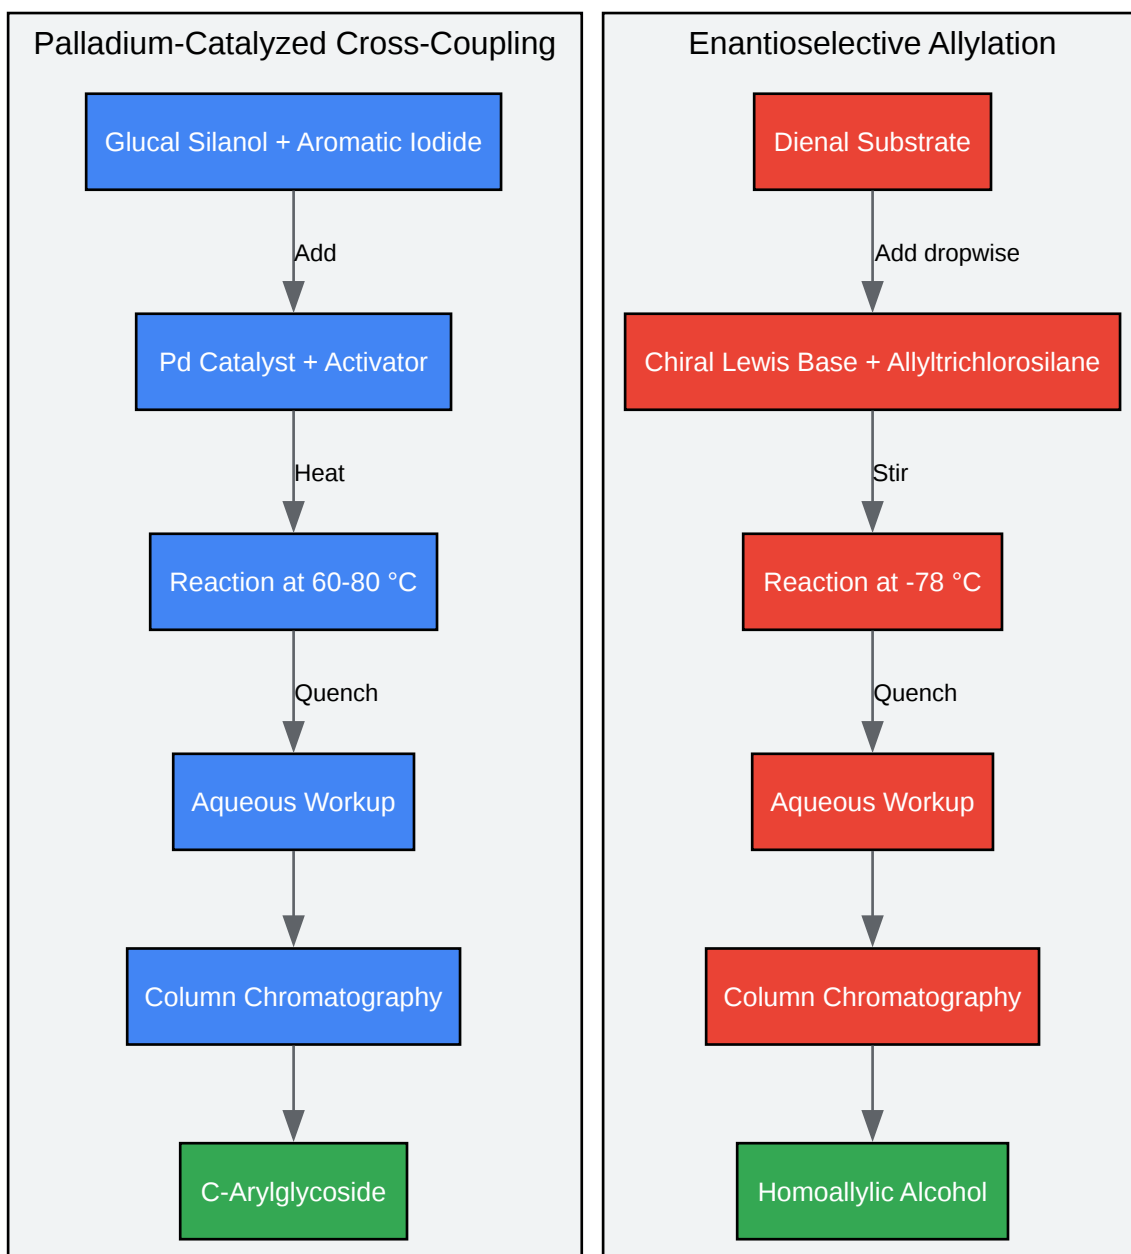 Palladium-Catalyzed Cross-Coupling
Glucal Silanol + Aromatic Iodide
Add
Pd Catalyst + Activator
Heat
Reaction at 60-80 °C
Quench
Aqueous Workup
Column Chromatography
C-Arylglycoside
Enantioselective Allylation
Dienal Substrate
Add dropwise
Chiral Lewis Base + Allyltrichlorosilane
Stir
Reaction at -78 °C
Quench
Aqueous Workup
Column Chromatography
Homoallylic Alcohol